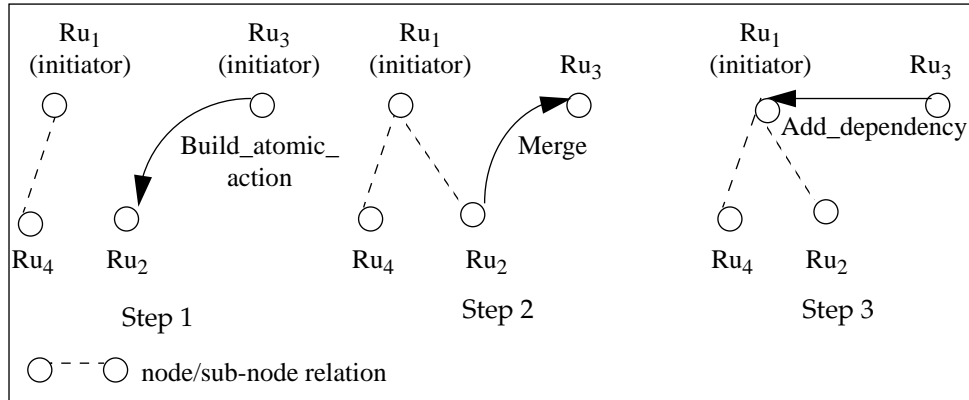 Ru1
(initiator)
Ru3
(initiator)
Build_atomic_
action
Ru4
Ru2
Step 1
Ru1
(initiator)
Ru3
Merge
Ru4
Ru2
Step 2
Ru1
(initiator)
Ru3
Add_dependency
Ru4
Ru2
Step 3
node/sub-node relation